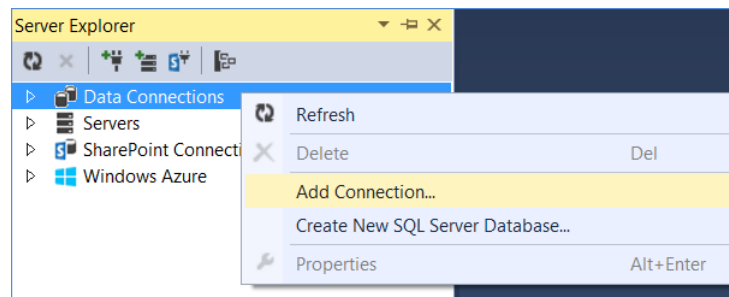 Server Explorer
Data Connections
Refresh
Servers
SharePoint Connecti
Delete Del
Windows Azure
Add Connection...
Create New SQL Server Database...
Properties Alt+Enter